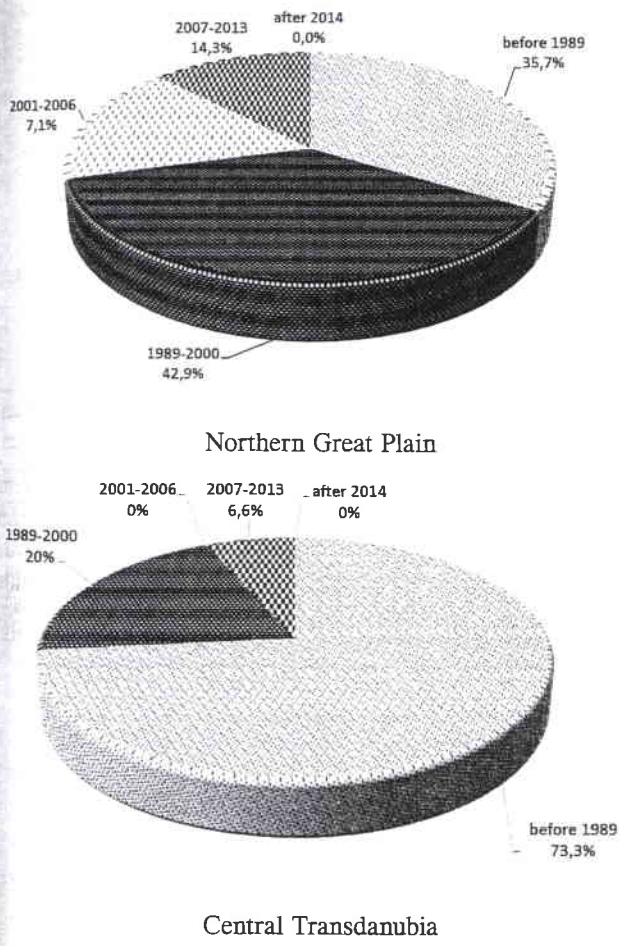 after 2014
0,0%
2007-2013
14,3%
before 1989
35,7%
2001-2006
7,1%
1989-2000
42,9%
Northern Great Plain
2001-2006
0%
2007-2013
6,6%
after 2014
0%
1989-2000
20%
before 1989
73,3%
Central Transdanubia